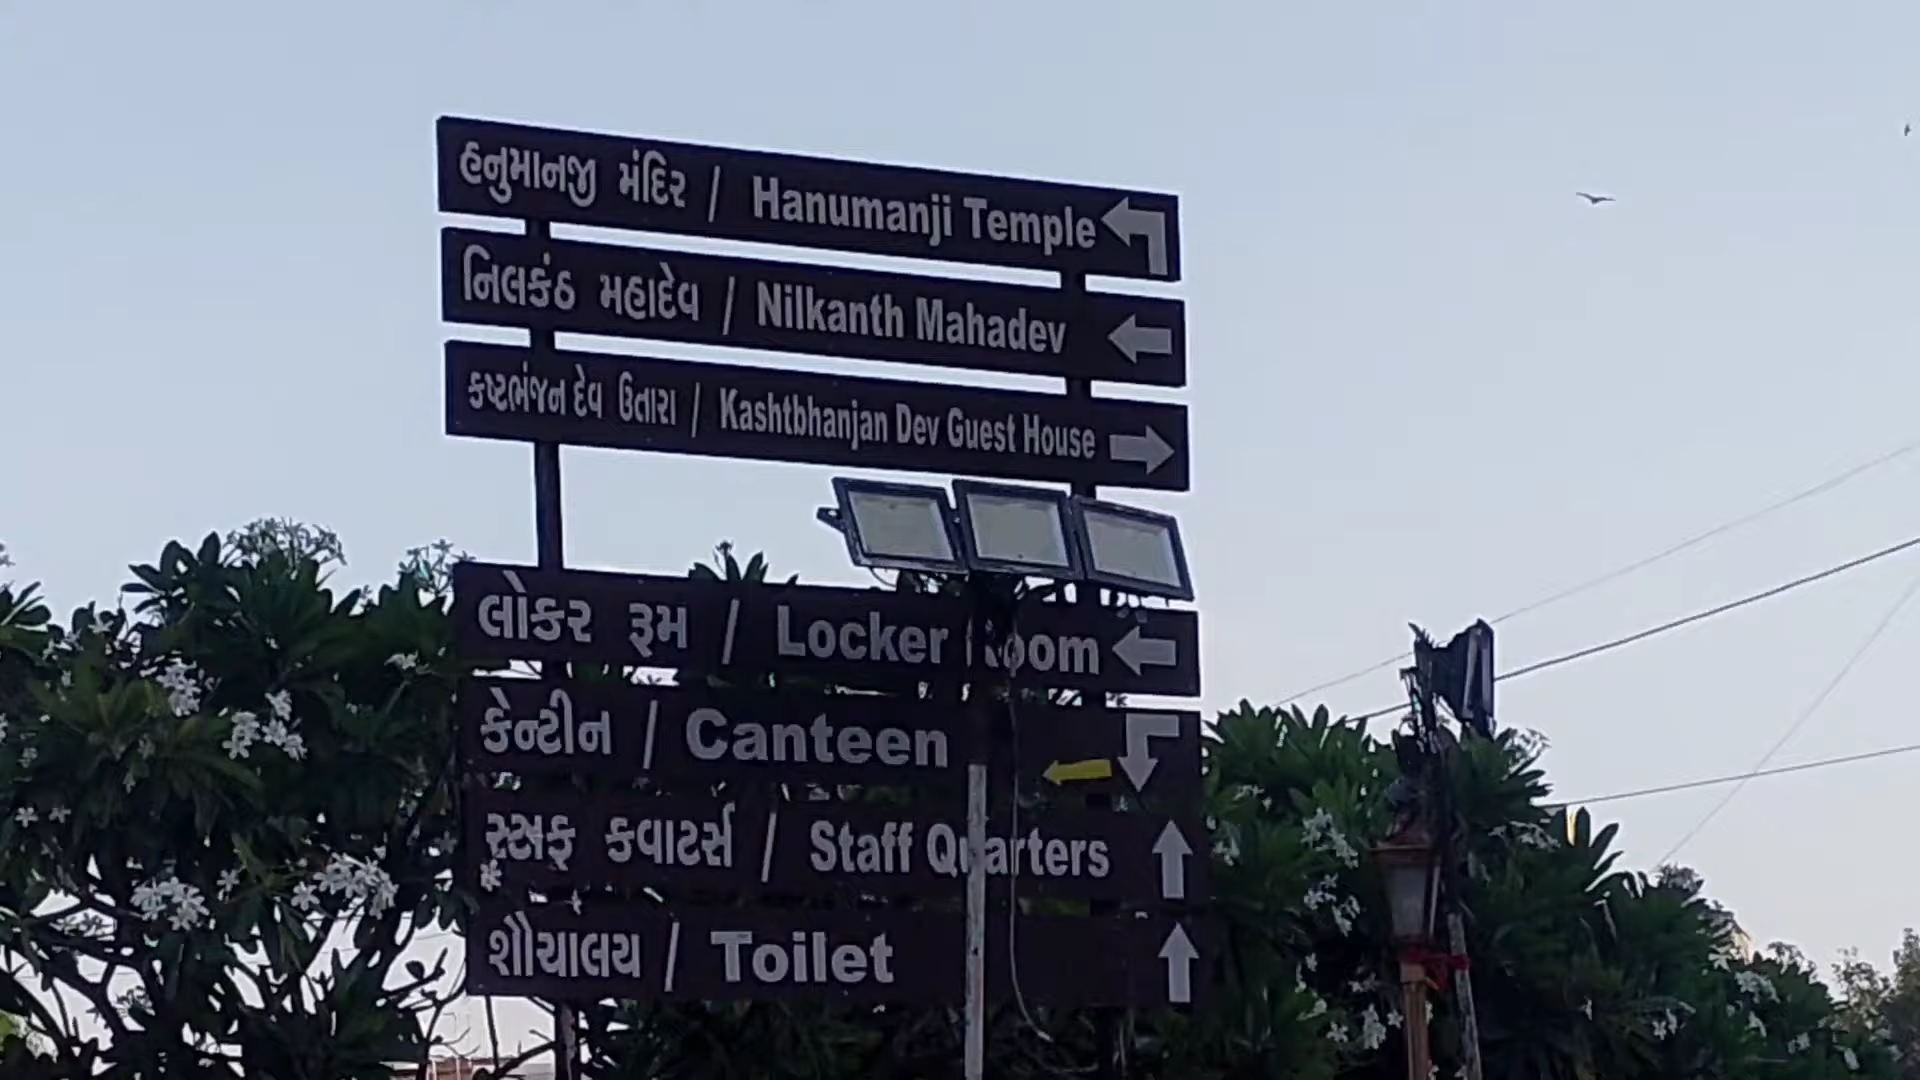 હનુમાનજી મંદિર / Hanumanji Temple
નિલકંઠ મહાદેવ / Nilkanth Mahadev
કષ્ટભંજન દેવ ઉતારા / Kashtbhanjan Dev Guest House
લોકર રૂમ / Locker Room
કેન્ટીન / Canteen
સ્ટાફ કવાટર્સ / Staff Quarters
શૌચાલય / Toilet